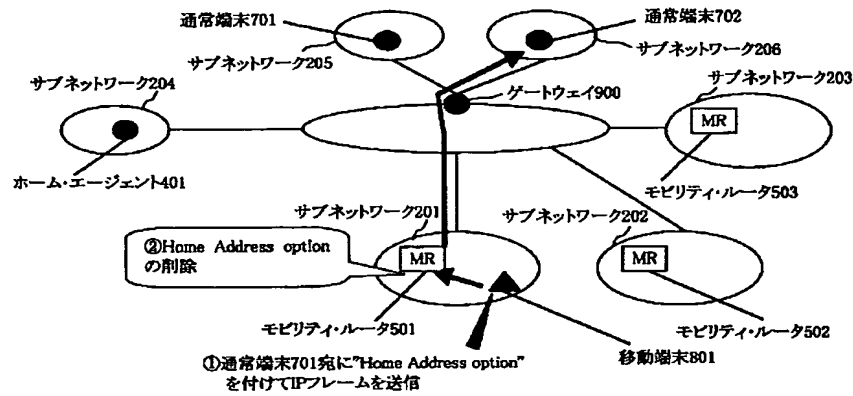 通常端末701
通常端末702
サブネットワーク205
サブネットワーク206
サブネットワーク204
サブネットワーク203
ゲートウェイ900
MR
ホーム・エージェント401
モビリティ・ルータ503
サブネットワーク201
サブネットワーク202
②Home Address option
の削除
MR
MR
モビリティ・ルータ501
モビリティ・ルータ502
移動端末801
①通常端末701宛に"Home Address option"
を付けてIPフレームを送信